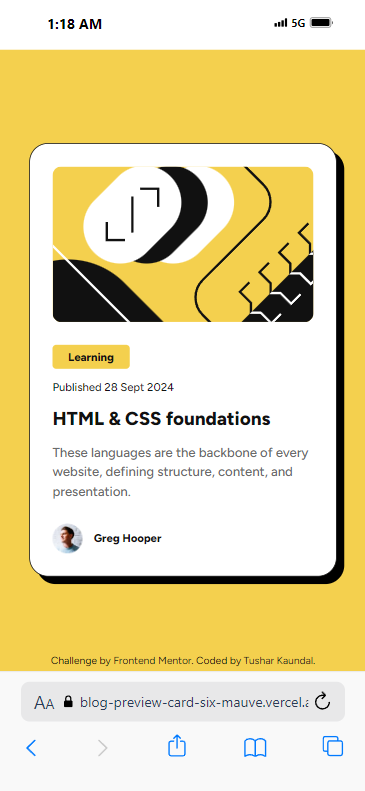 1:18 AM
5G
Learning
Published 28 Sept 2024
HTML & CSS foundations
These languages are the backbone of every
website, defining structure, content, and
presentation.
Greg Hooper
Challenge by Frontend Mentor. Coded by Tushar Kaundal.
AA blog-preview-card-six-mauve.vercel.a